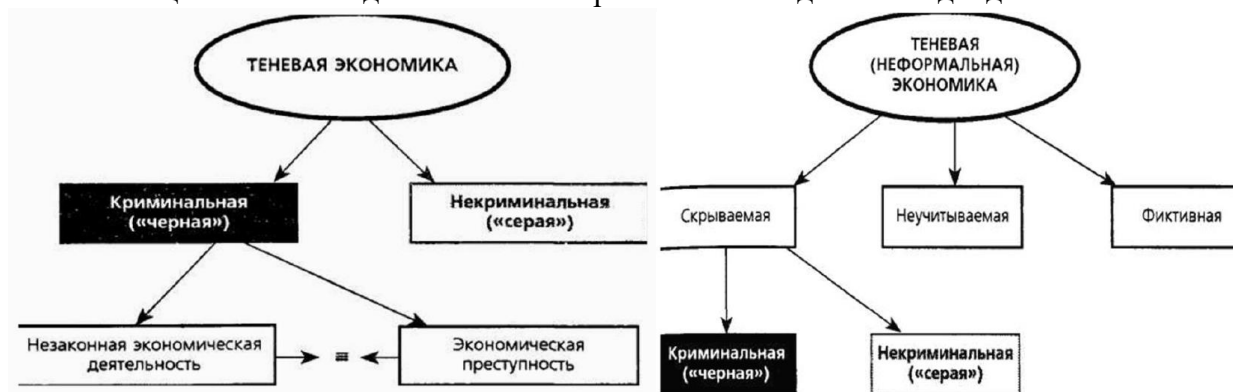 ТЕНЕВАЯ ЭКОНОМИКА
Криминальная
(«черная»)
Некриминальная
(«серая»)
Незаконная экономическая
деятельность
=
Экономическая
преступность
ТЕНЕВАЯ
(НЕФОРМАЛЬНАЯ)
ЭКОНОМИКА
Скрываемая
Неучитываемая
Фиктивная
Криминальная
(«черная»)
Некриминальная
(«серая»)